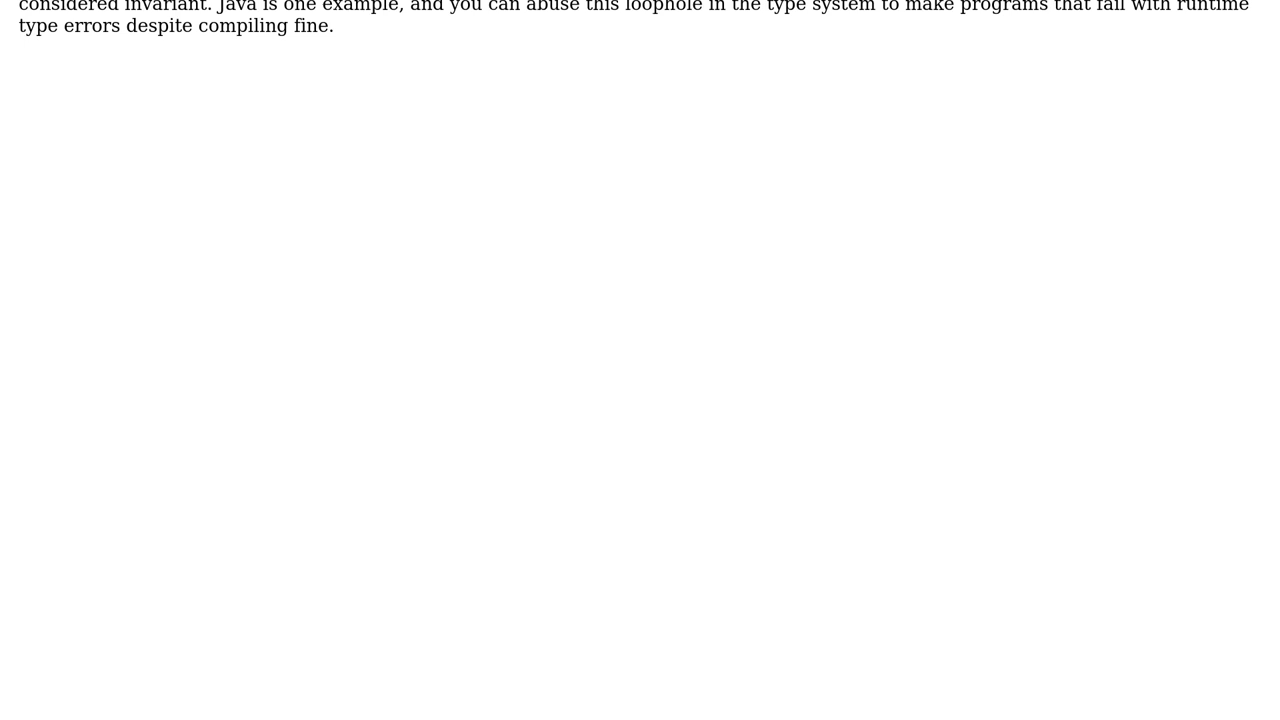 considered invariant. Java is one example, and you can abuse this loophole in the type system to make programs that fail with runtime
type errors despite compiling fine.